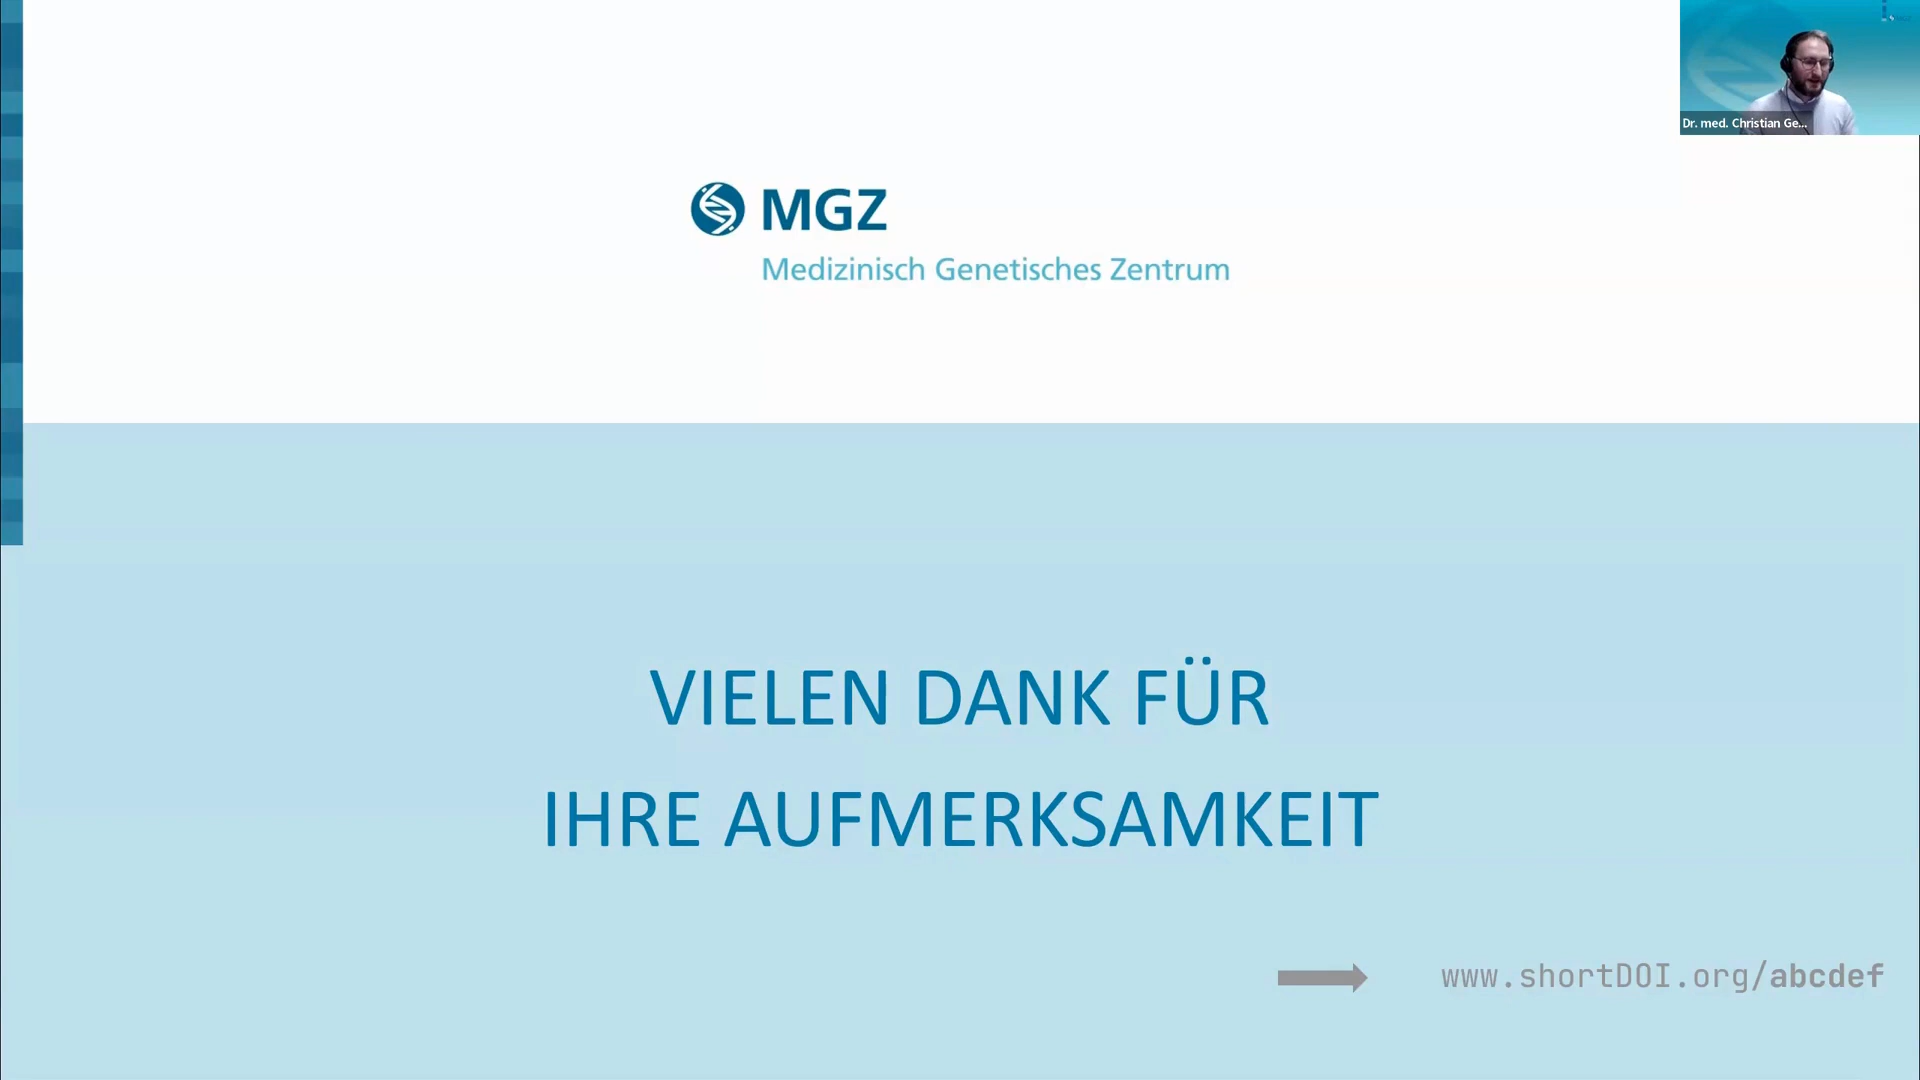 Dr. med. Christian Ge...
MGZ
Medizinisch Genetisches Zentrum
VIELEN DANK FÜR
IHRE AUFMERKSAMKEIT
www.shortDOI.org/abcdef